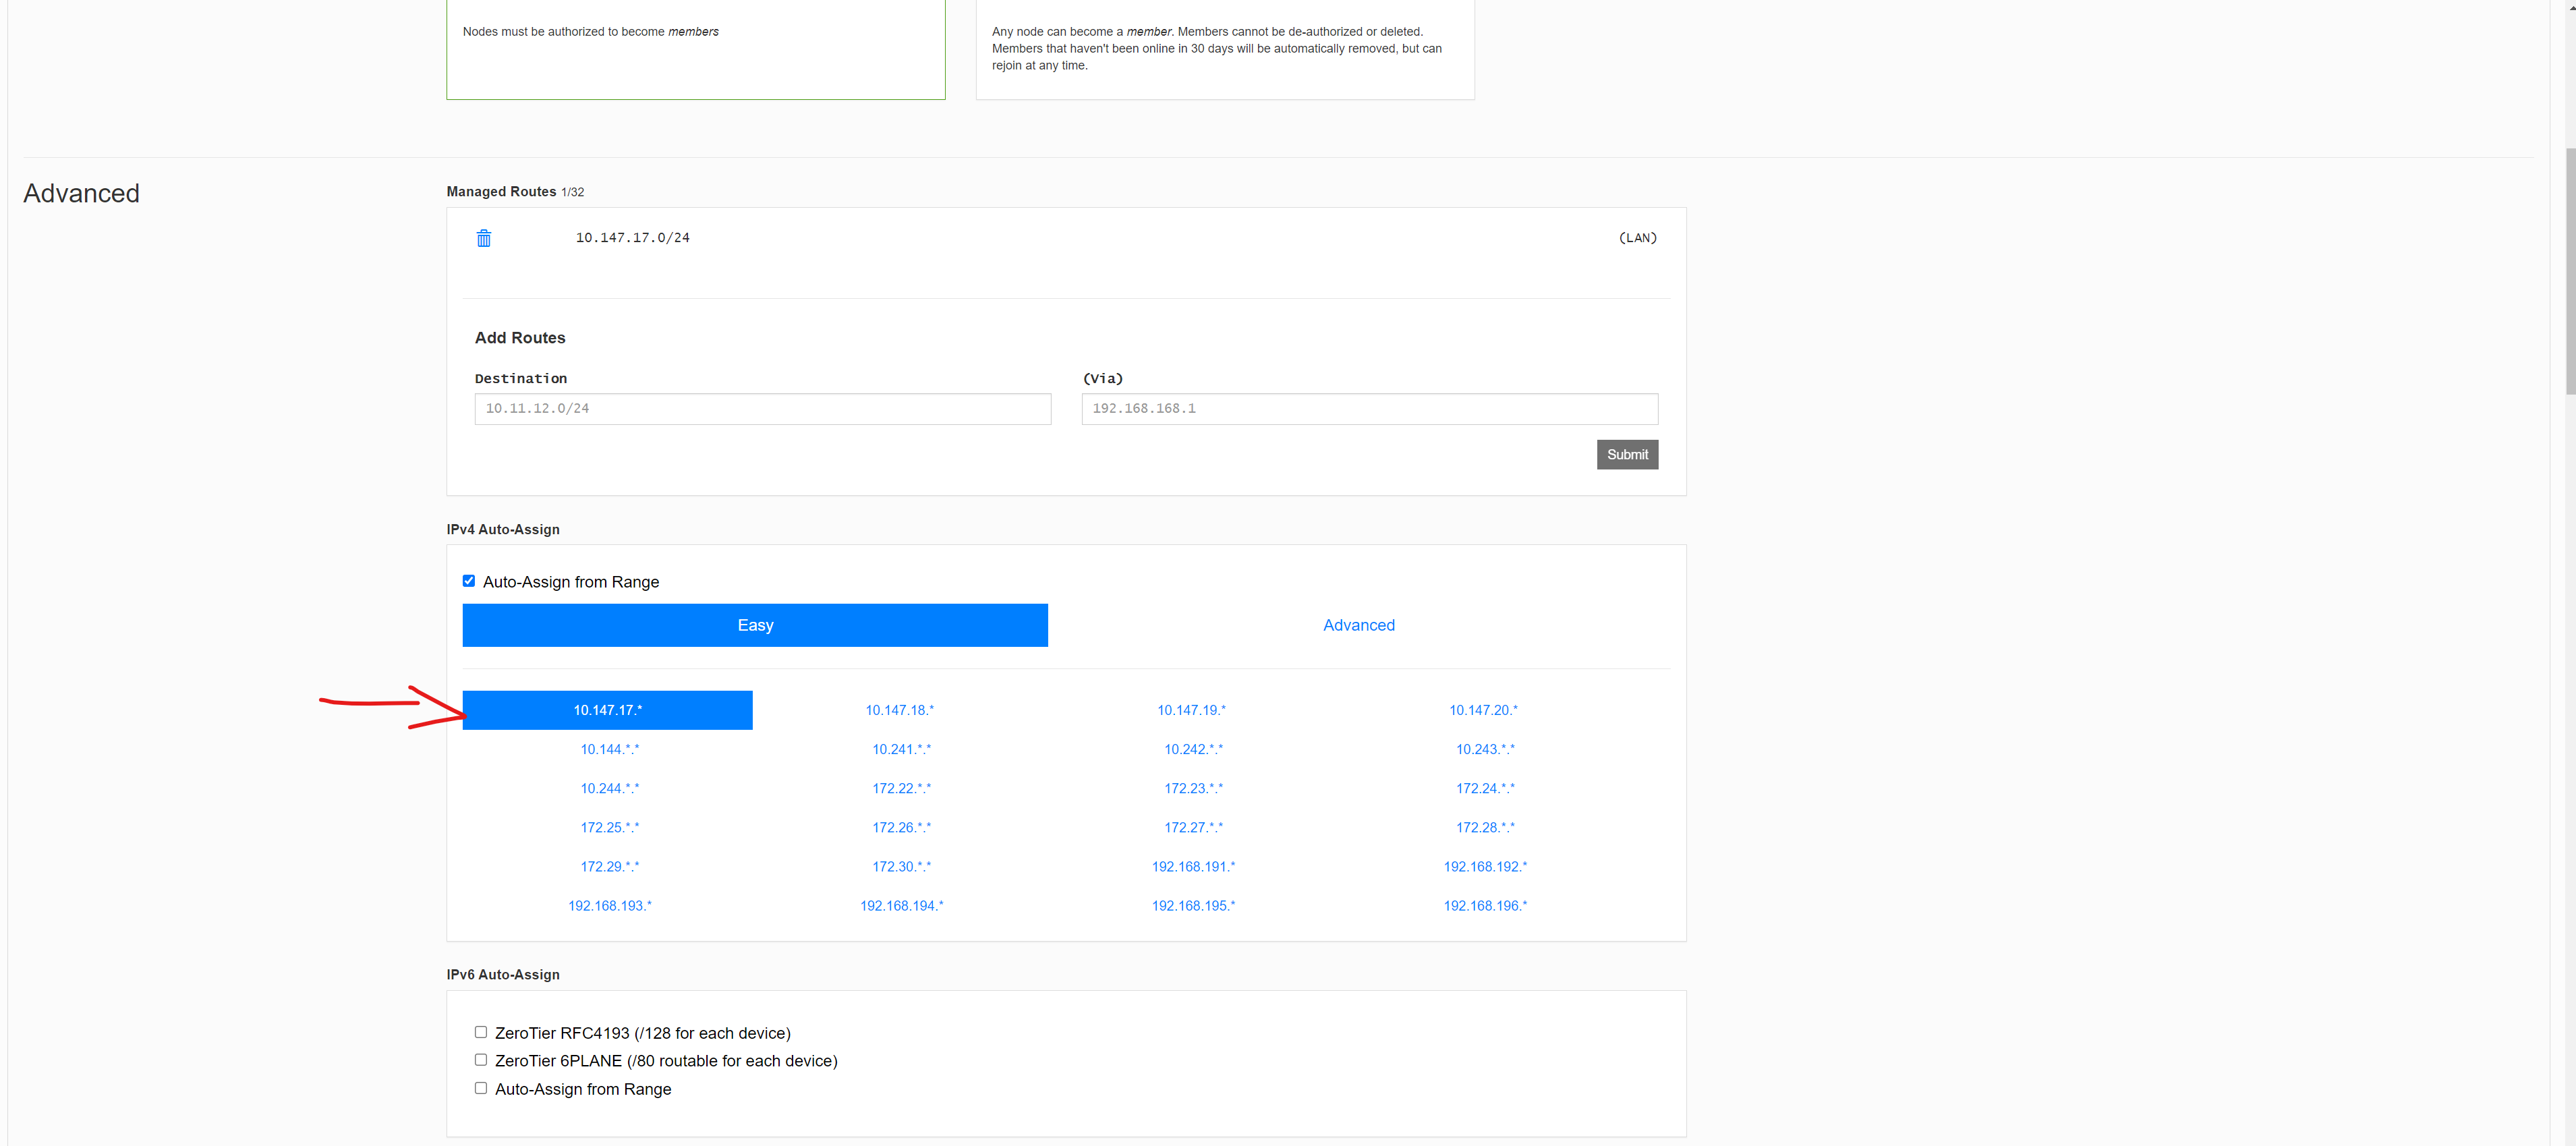 Nodes must be authorized to become members
Any node can become a member. Members cannot be de-authorized or deleted.
Members that haven't been online in 30 days will be automatically removed, but can
rejoin at any time.
Advanced
Managed Routes 1/32
10.147.17.0/24 (LAN)
Add Routes
Destination (Via)
10.11.12.0/24 192.168.168.1
Submit
IPv4 Auto-Assign
Auto-Assign from Range
Easy Advanced
10.147.17.* 10.147.18.* 10.147.19.* 10.147.20.*
10.144.*.* 10.241.*.* 10.242.*.* 10.243.*.*
10.244.*.* 172.22.*.* 172.23.*.* 172.24.*.*
172.25.*.* 172.26.*.* 172.27.*.* 172.28.*.*
172.29.*.* 172.30.*.* 192.168.191.* 192.168.192.*
192.168.193.* 192.168.194.* 192.168.195.* 192.168.196.*
IPv6 Auto-Assign
ZeroTier RFC4193 (/128 for each device)
ZeroTier 6PLANE (/80 routable for each device)
Auto-Assign from Range